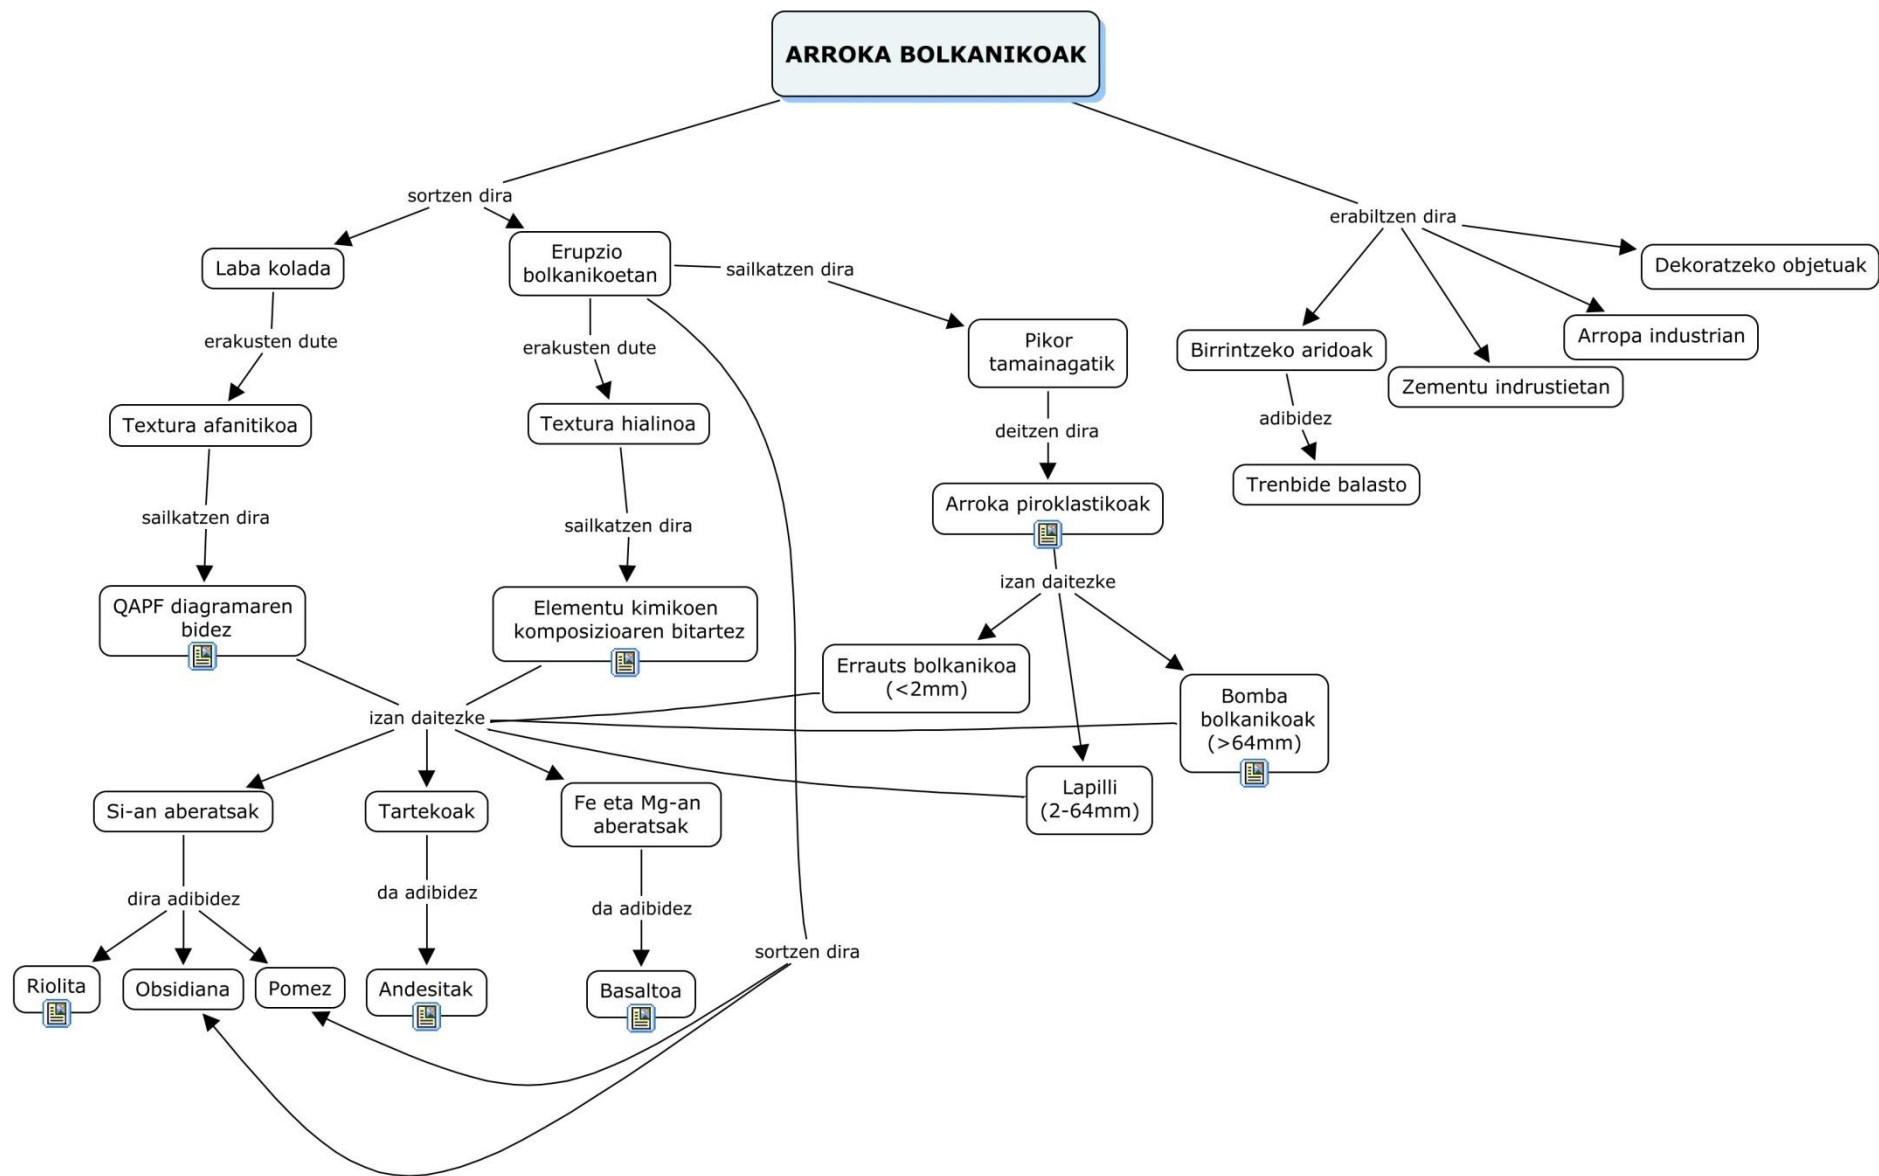 ARROKA BOLKANIKOAK
sortzen dira
erabiltzen dira
Laba kolada
Erupzio
bolkanikoetan
sailkatzen dira
Dekoratzeko objetuak
erakusten dute
erakusten dute
Pikor
tamainagatik
Birrintzeko aridoak
Arropa industrian
Zementu indrustietan
Textura afanitikoa
Textura hialinoa
deitzen dira
adibidez
Trenbide balasto
Arroka piroklastikoak
sailkatzen dira
sailkatzen dira
izan daitezke
QAPF diagramaren
bidez
Elementu kimikoen
komposizioaren bitartez
Errauts bolkanikoa
(<2mm)
Bomba
bolkanikoak
(>64mm)
izan daitezke
Lapilli
(2-64mm)
Si-an aberatsak
Tartekoak
Fe eta Mg-an
aberatsak
dira adibidez
da adibidez
da adibidez
sortzen dira
Riolita
Obsidiana
Pomez
Andesitak
Basaltoa